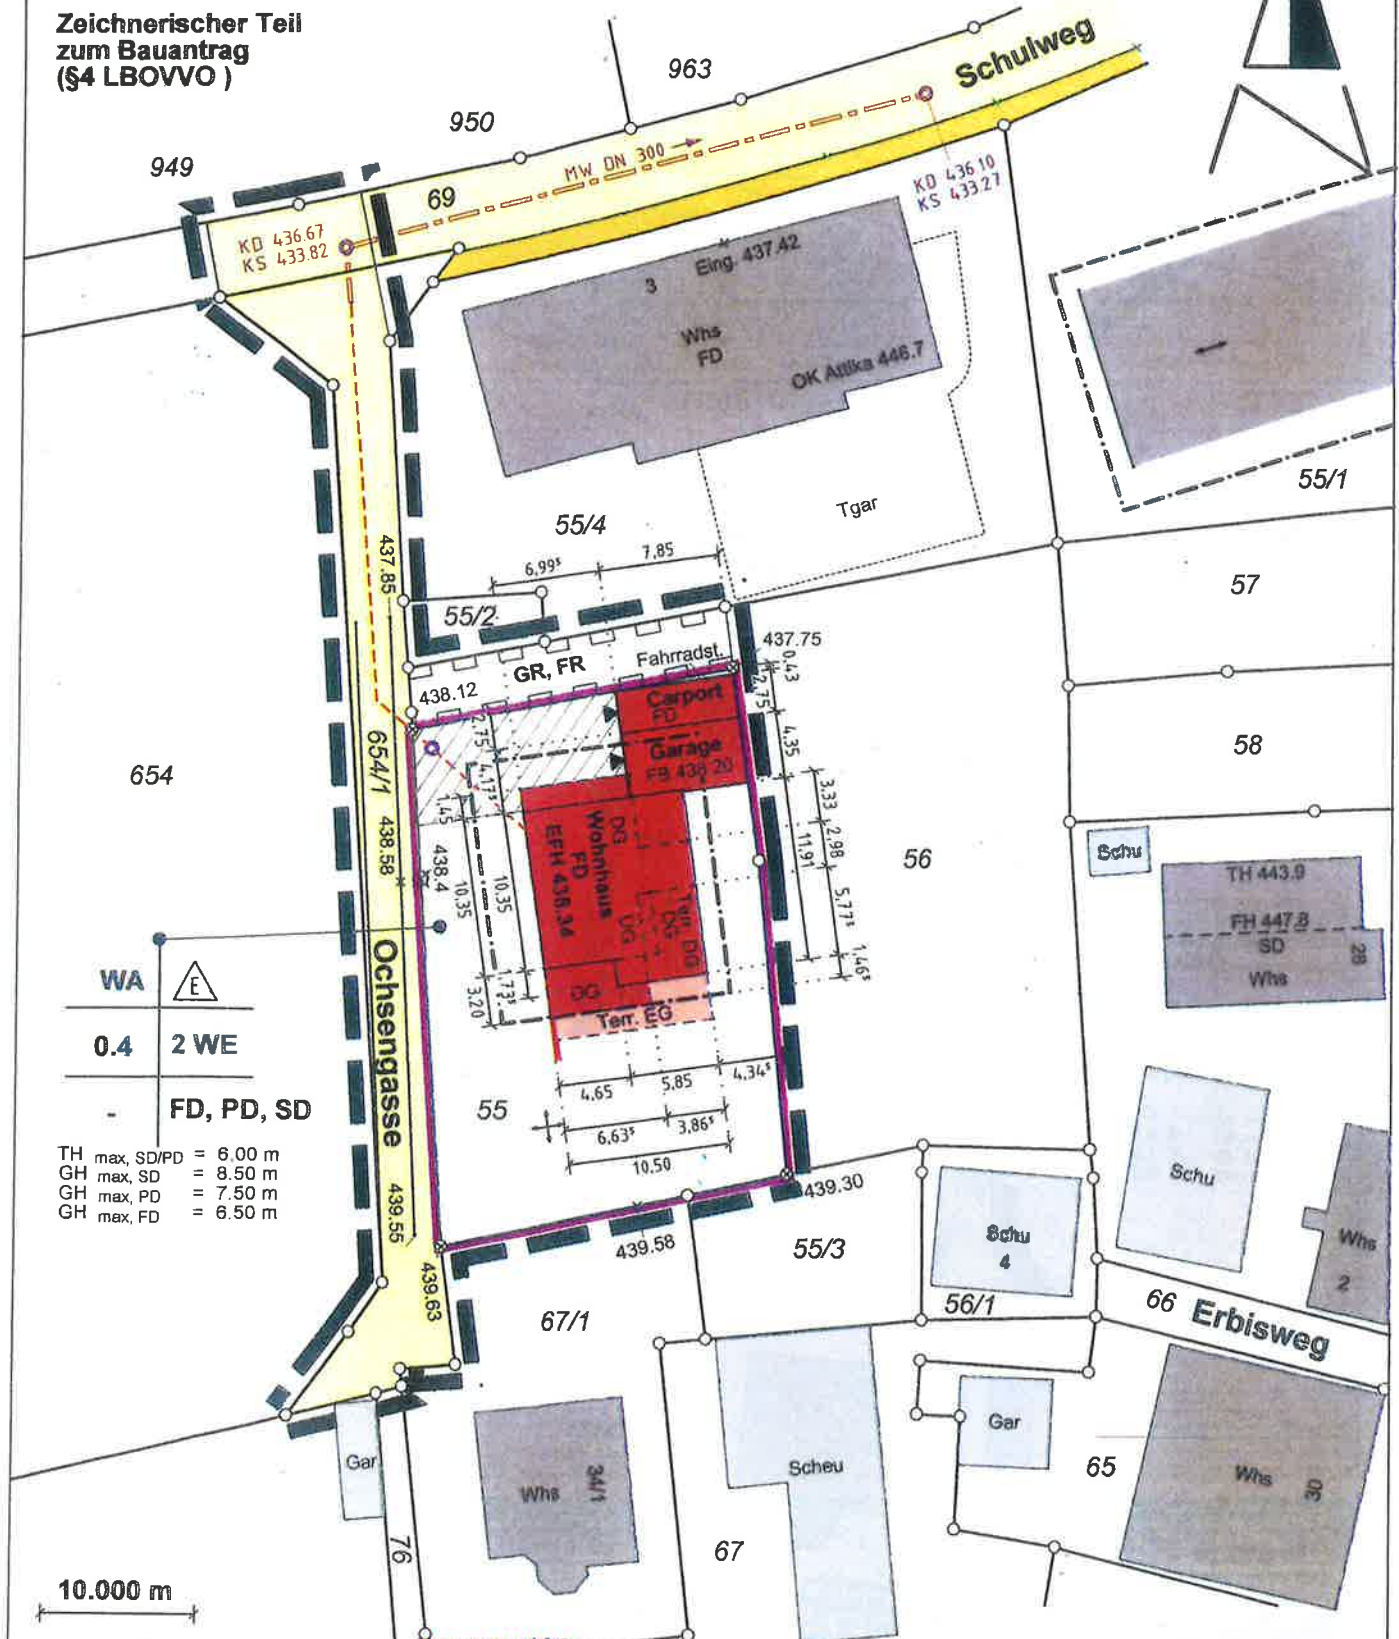 Zeichnerischer Teil
zum Bauantrag
(§4 LBOVVO )
963
Schulweg
950
949
69
MW DN 300
KD 436.10
KS 433.27
KD 436.67
KS 433.82
3 Eing. 437.42
Whs
FD
OK Attika 446.7
55/1
55/4
Tgar
6,99⁵
7,85
437.85
55/2
57
437.75
0,43
GR, FR
Fahrradst.
438.12
2,75
Carport
FD
Garage
FB 438.20
2,75
4,35
4,17⁵
1,45
58
654
654/1
438.58
438.4
10,35
10,35
Wohnhaus
FD
EFH 438.34
DG
DG
DG
Terr. DG
DG
Terr. EG
3,33
2,98
11,91
5,77⁵
1,46⁵
56
Schu
TH 443.9
FH 447.8
SD
Whs
28
3,20
WA
E
0.4
2 WE
-
FD, PD, SD
TH max, SD/PD = 6.00 m
GH max, SD = 8.50 m
GH max, PD = 7.50 m
GH max, FD = 6.50 m
Ochsengasse
55
4,65
5,85
4,34⁵
6,63⁵
3,86⁵
10,50
439.55
439.30
439.58
439.63
55/3
Schu
4
56/1
Schu
Whs
2
66 Erbisweg
67/1
Gar
Whs
34/1
Scheu
Gar
65
Whs
30
76
67
10.000 m